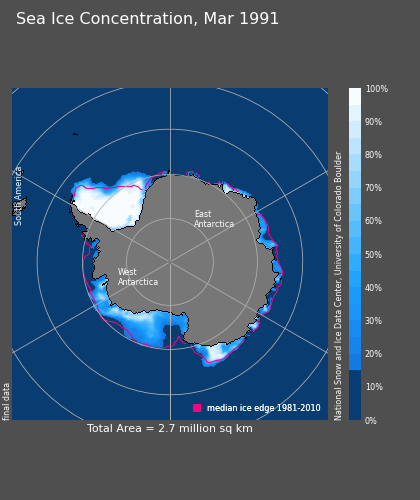 Sea Ice Concentration, Mar 1991
South America
East
Antarctica
West
Antarctica
final data
median ice edge 1981-2010
Total Area = 2.7 million sq km
100%
90%
80%
70%
60%
50%
40%
30%
20%
10%
0%
National Snow and Ice Data Center, University of Colorado Boulder